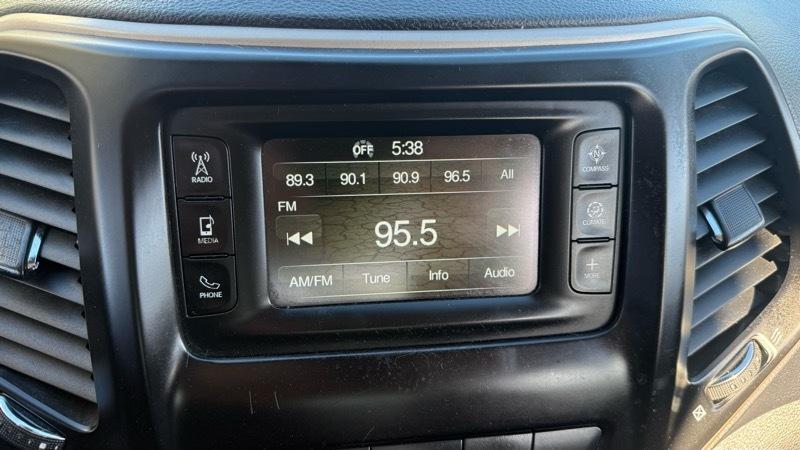 OFF 5:38
RADIO
MEDIA
PHONE
89.3 90.1 90.9 96.5 All
FM
95.5
AM/FM Tune Info Audio
N
COMPASS
CLIMATE
MORE